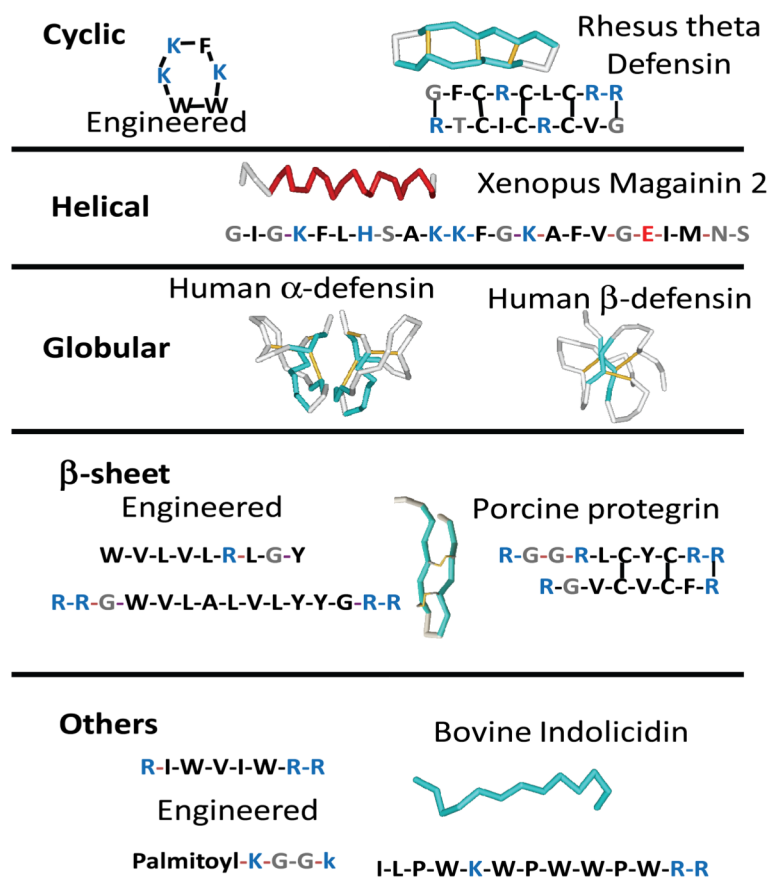 Cyclic
K-F
K K
W-W
Engineered
Rhesus theta
Defensin
G-F-C-R-C-L-C-R-R
R-T-C-I-C-R-C-V-G
Helical
Xenopus Magainin 2
G-I-G-K-F-L-H-S-A-K-K-F-G-K-A-F-V-G-E-I-M-N-S
Globular
Human α-defensin
Human β-defensin
β-sheet
Engineered
W-V-L-V-L-R-L-G-Y
R-R-G-W-V-L-A-L-V-L-Y-Y-G-R-R
Porcine protegrin
R-G-G-R-L-C-Y-C-R-R
R-G-V-C-V-C-F-R
Others
R-I-W-V-I-W-R-R
Engineered
Palmitoyl-K-G-G-k
Bovine Indolicidin
I-L-P-W-K-W-P-W-W-P-W-R-R